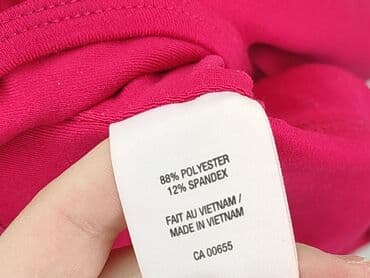 88% POLYESTER
12% SPANDEX
FAIT AU VIETNAM /
MADE IN VIETNAM
CA 00655